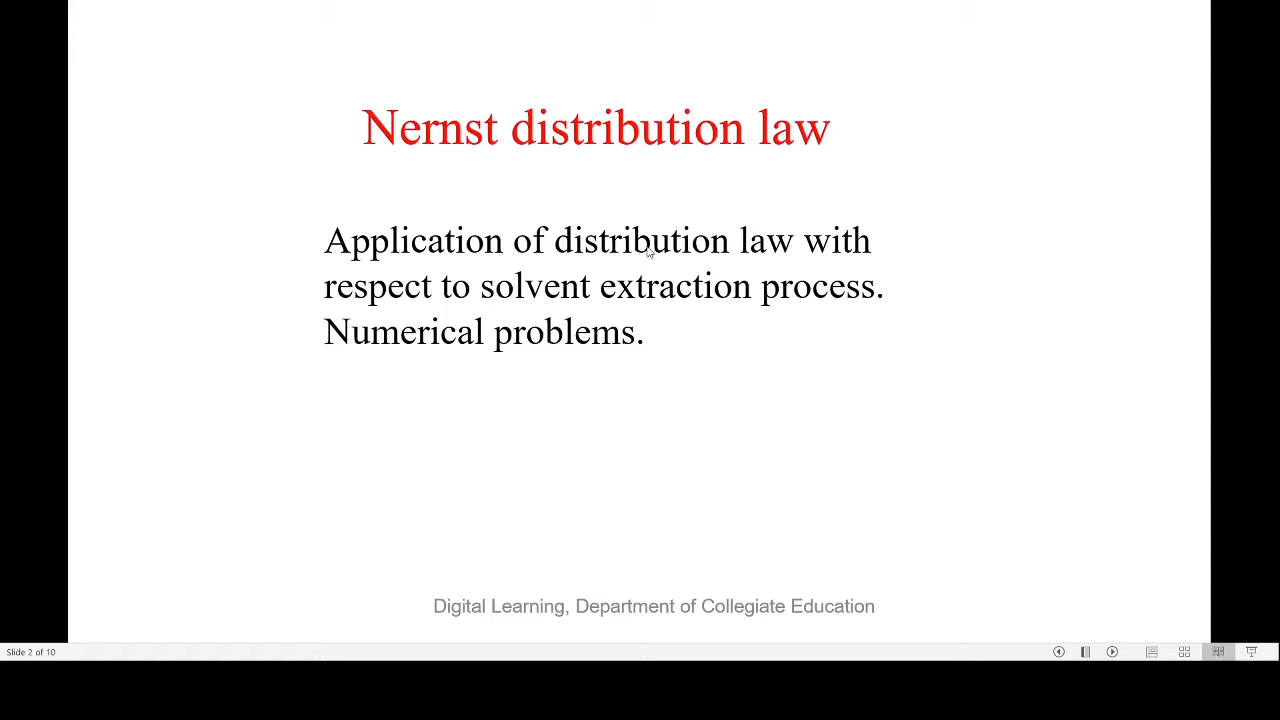 Nernst distribution law
Application of distribution law with
respect to solvent extraction process.
Numerical problems.
Digital Learning, Department of Collegiate Education
Slide 2 of 10